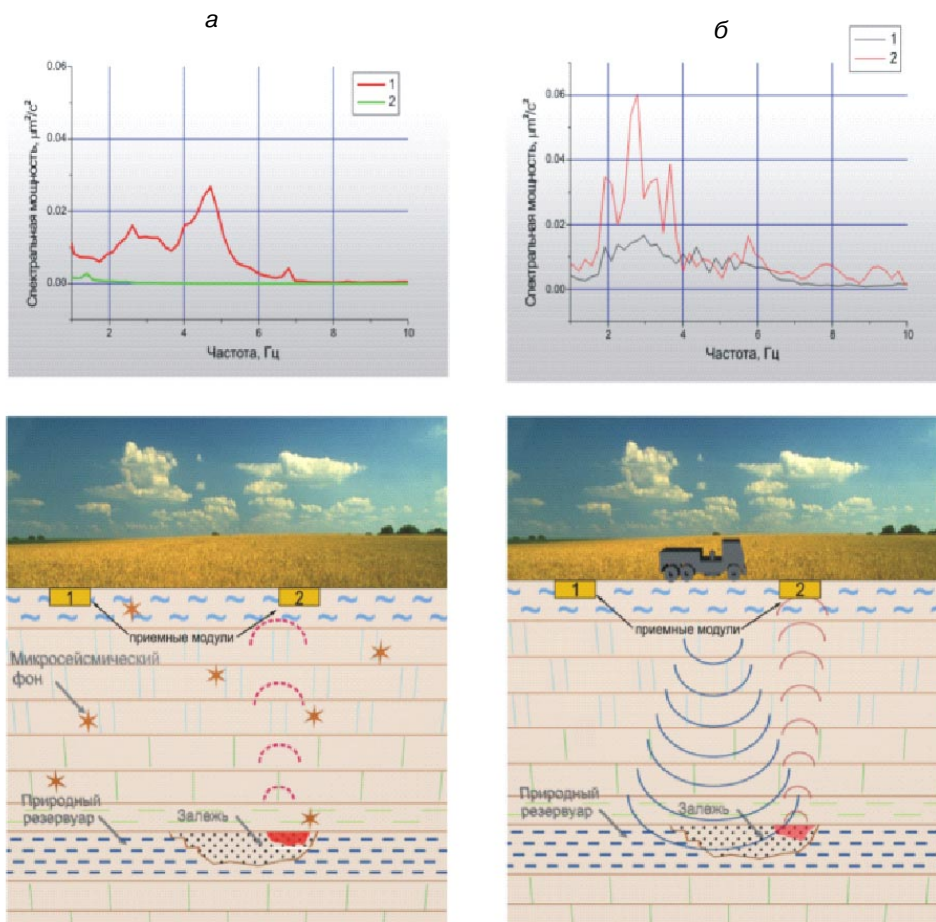 а
б
Спектральная мощность, μm²/c²
0.06
0.04
0.02
0.00
2
4
6
8
10
Частота, Гц
1
2
Спектральная мощность, μm²/c²
0.06
0.04
0.02
0.00
2
4
6
8
10
Частота, Гц
1
2
1
2
приемные модули
Микросейсмический
фон
Природный
резервуар
Залежь
1
2
приемные модули
Природный
резервуар
Залежь